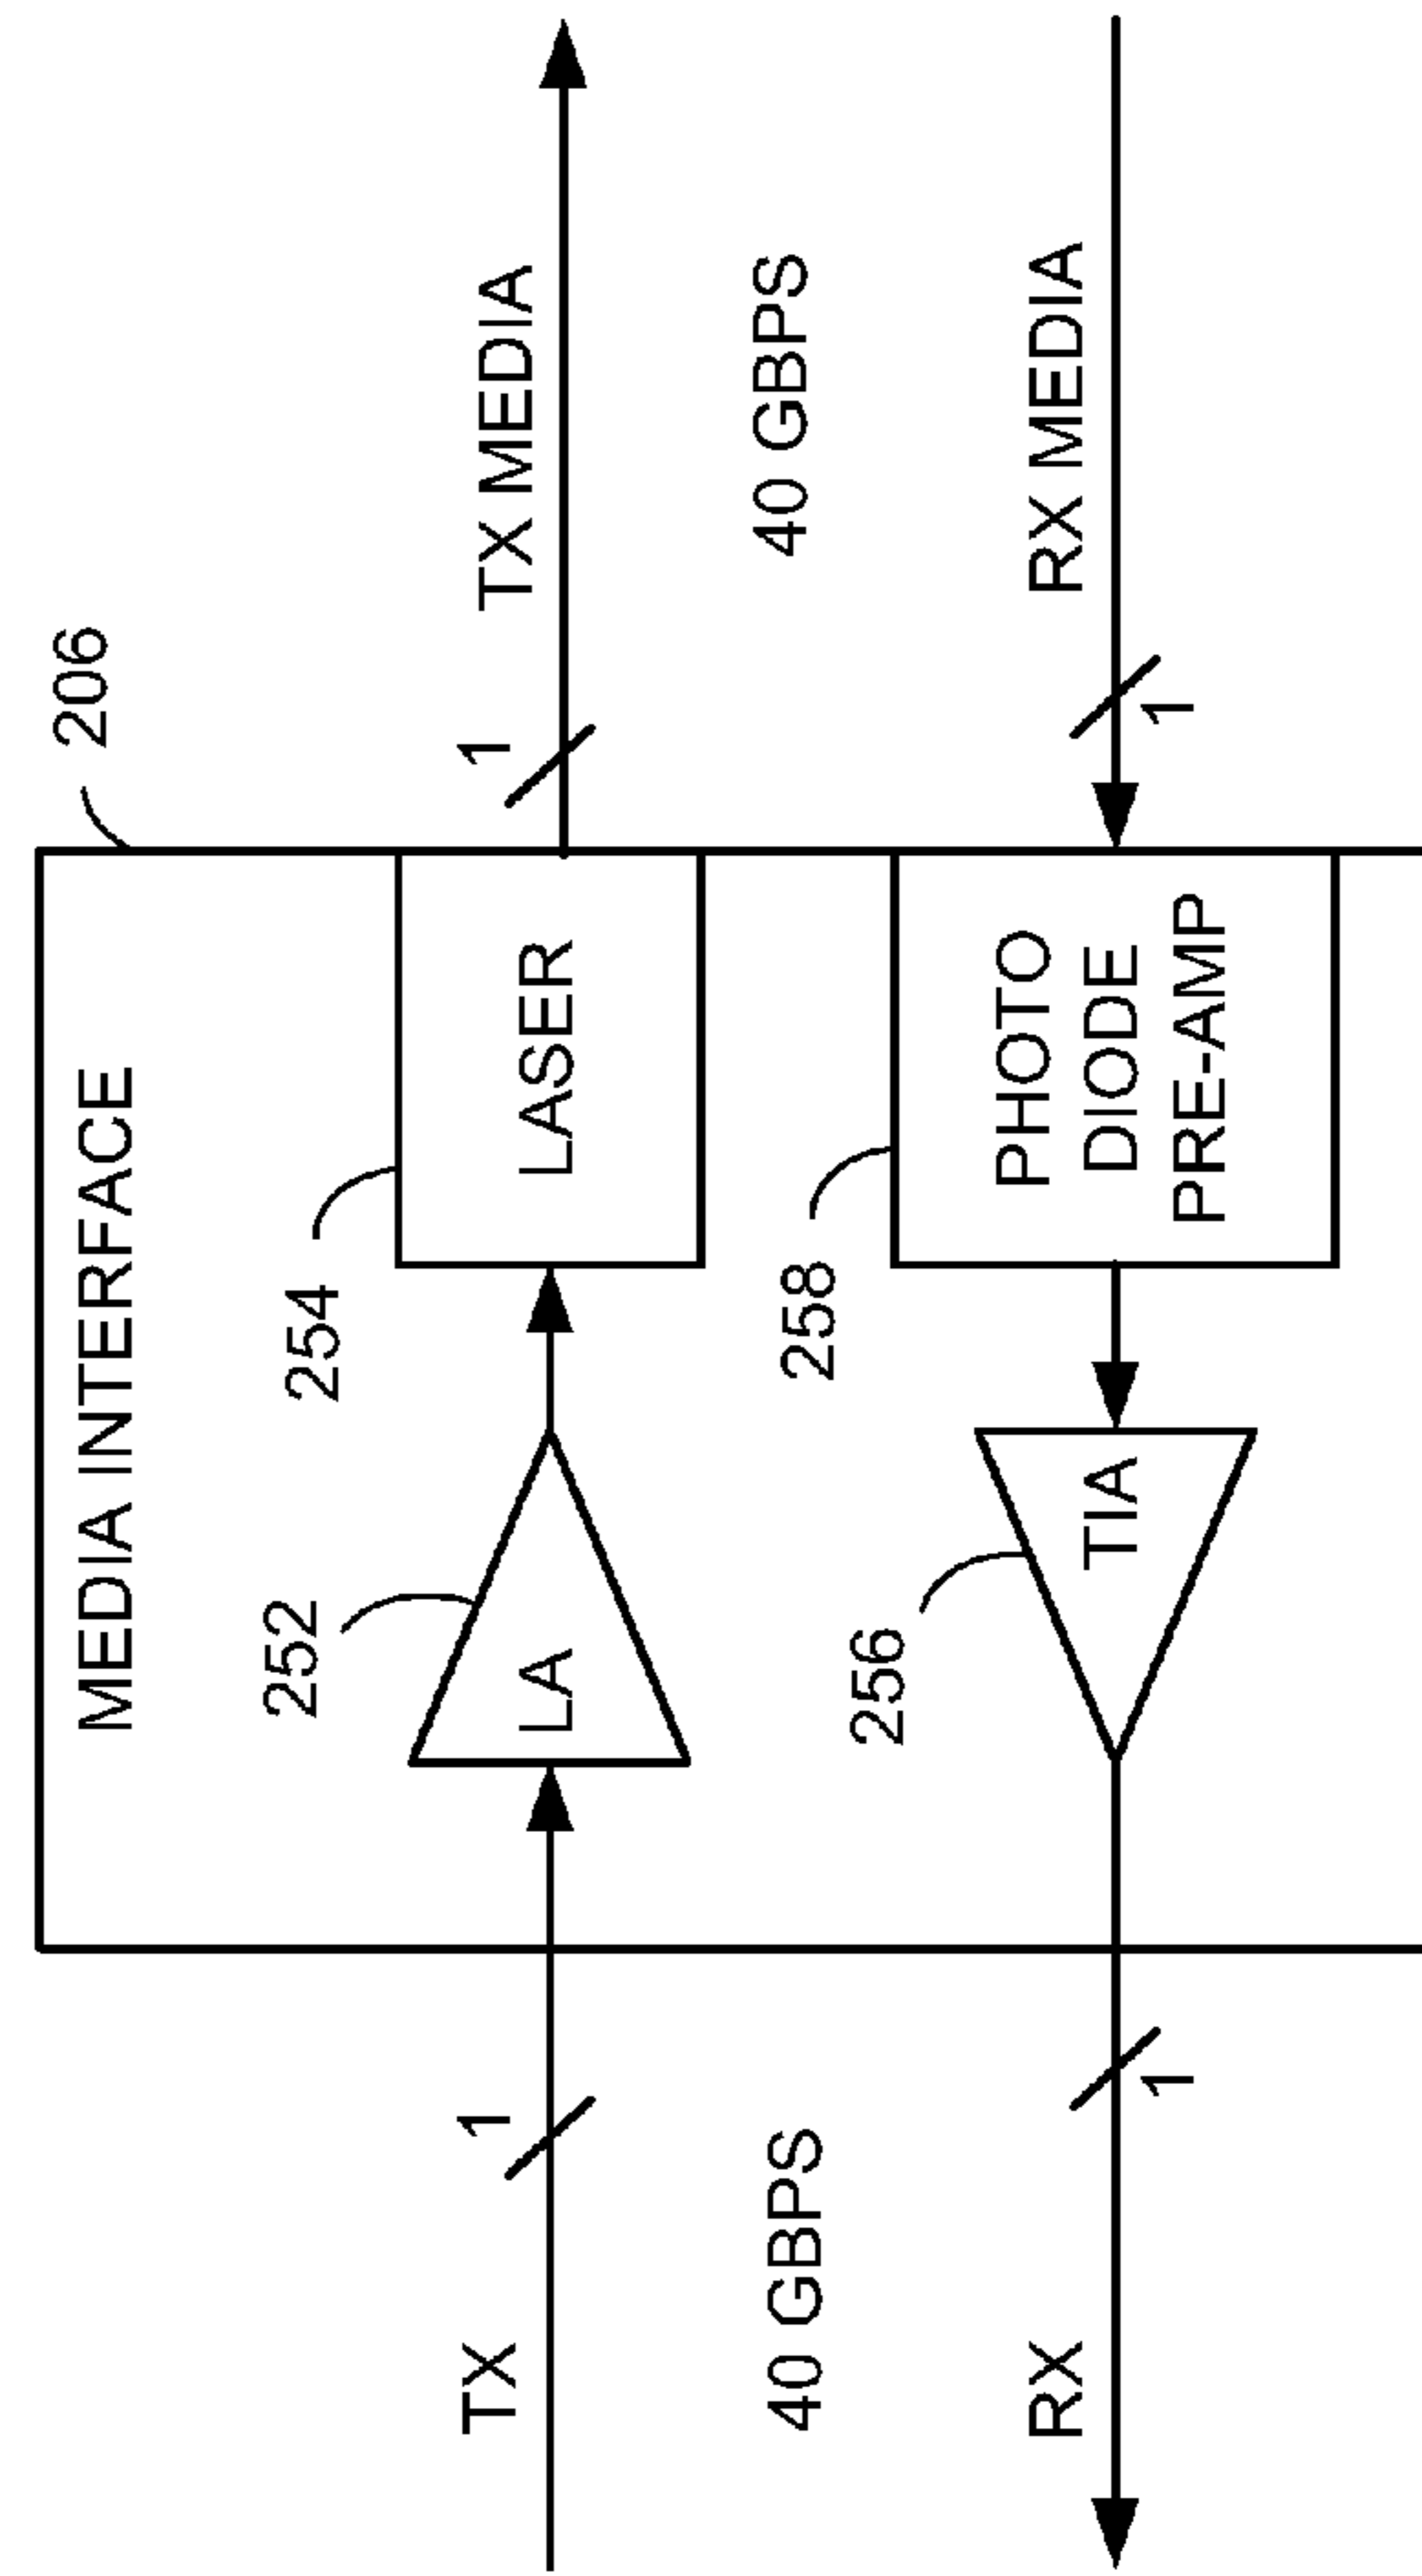 206
MEDIA INTERFACE
TX
1
252
LA
254
LASER
1
TX MEDIA
40 GBPS
40 GBPS
RX
1
256
TIA
258
PHOTO
DIODE
PRE-AMP
1
RX MEDIA